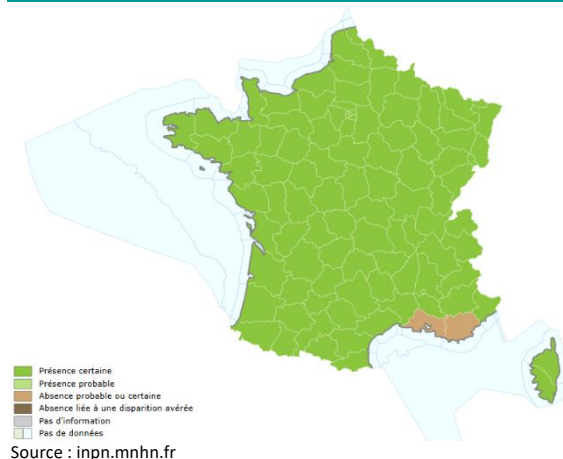 Présence certaine
Présence probable
Absence probable ou certaine
Absence liée à une disparition avérée
Pas d'information
Pas de données
Source : inpn.mnhn.fr